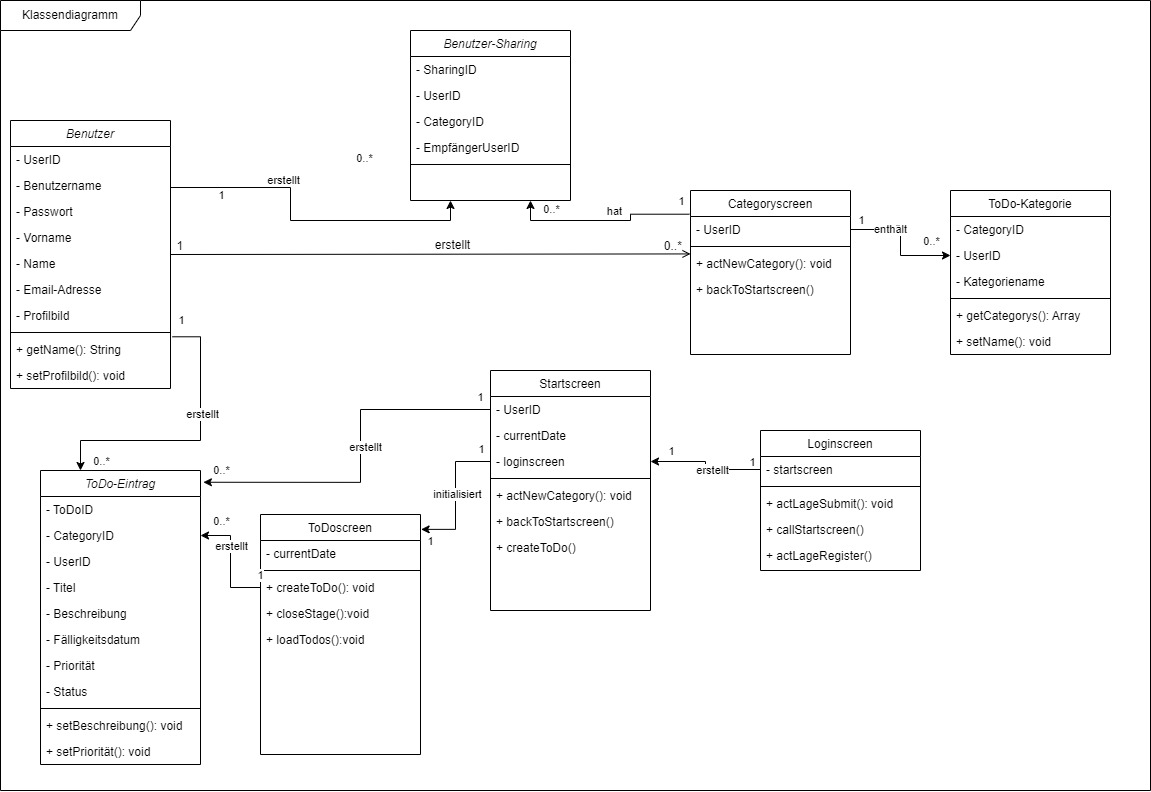 Klassendiagramm
Benutzer-Sharing
- SharingID
- UserID
- CategoryID
- EmpfängerUserID
Benutzer
- UserID
- Benutzername
- Passwort
- Vorname
- Name
- Email-Adresse
- Profilbild
+ getName(): String
+ setProfilbild(): void
0..*
erstellt
1
0..*
hat
1
1
erstellt
0..*
Categoryscreen
- UserID
+ actNewCategory(): void
+ backToStartscreen()
1
enthält
0..*
ToDo-Kategorie
- CategoryID
- UserID
- Kategoriename
+ getCategorys(): Array
+ setName(): void
1
erstellt
0..*
Startscreen
- UserID
- currentDate
- loginscreen
+ actNewCategory(): void
+ backToStartscreen()
+ createToDo()
1
erstellt
0..*
1
initialisiert
1
Loginscreen
- startscreen
+ actLageSubmit(): void
+ callStartscreen()
+ actLageRegister()
1
erstellt
1
ToDo-Eintrag
- ToDoID
- CategoryID
- UserID
- Titel
- Beschreibung
- Fälligkeitsdatum
- Priorität
- Status
+ setBeschreibung(): void
+ setPriorität(): void
0..*
erstellt
1
ToDoscreen
- currentDate
+ createToDo(): void
+ closeStage():void
+ loadTodos():void